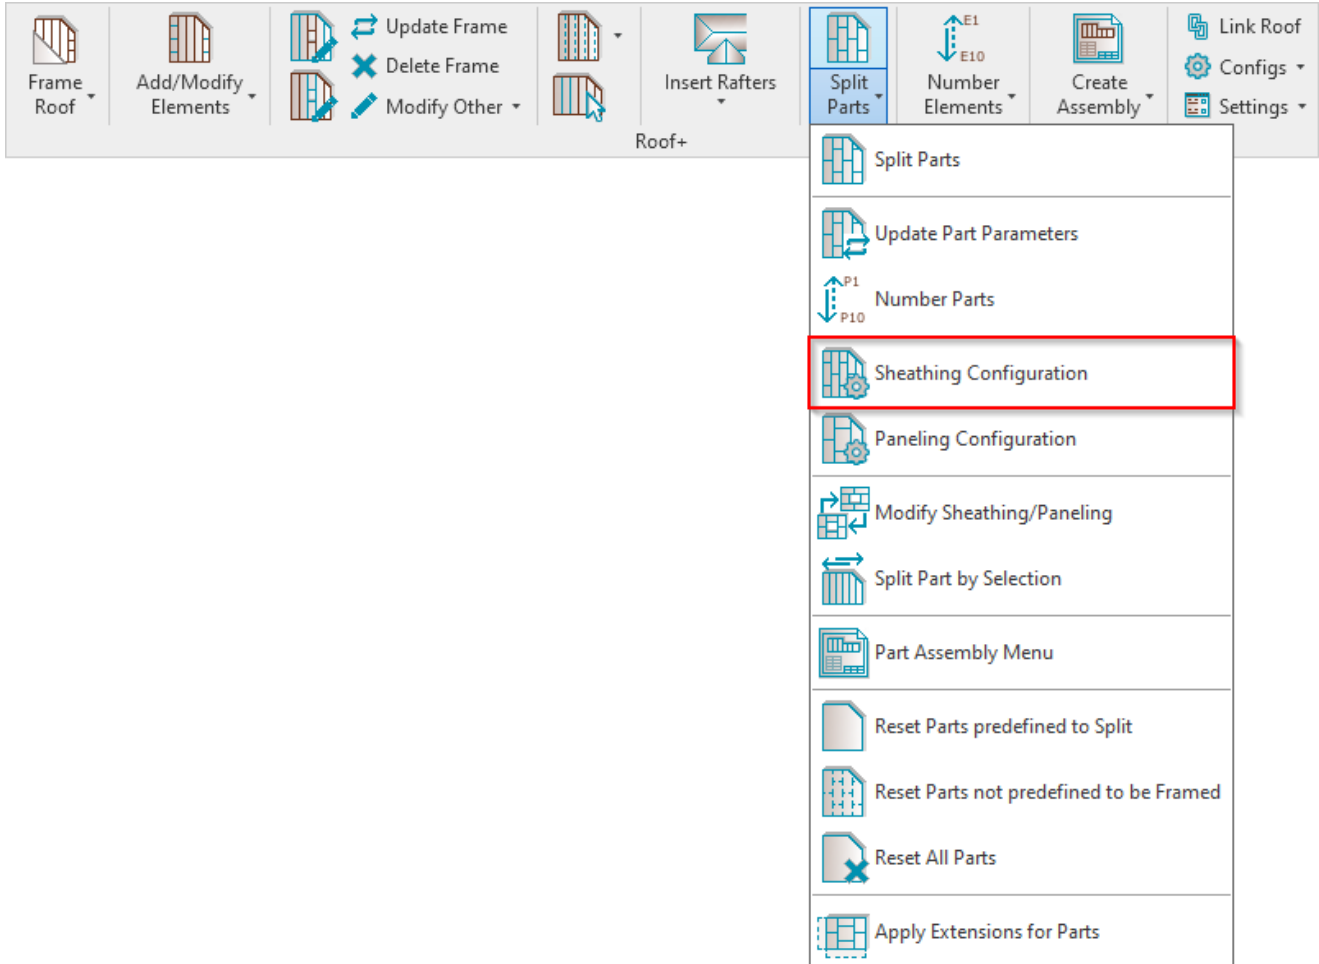 Frame
Roof
Add/Modify
Elements
Update Frame
Delete Frame
Modify Other
Insert Rafters
Split
Parts
E1
E10
Number
Elements
Create
Assembly
Link Roof
Configs
Settings
Roof+
Split Parts
Update Part Parameters
P1
P10
Number Parts
Sheathing Configuration
Paneling Configuration
Modify Sheathing/Paneling
Split Part by Selection
Part Assembly Menu
Reset Parts predefined to Split
Reset Parts not predefined to be Framed
Reset All Parts
Apply Extensions for Parts